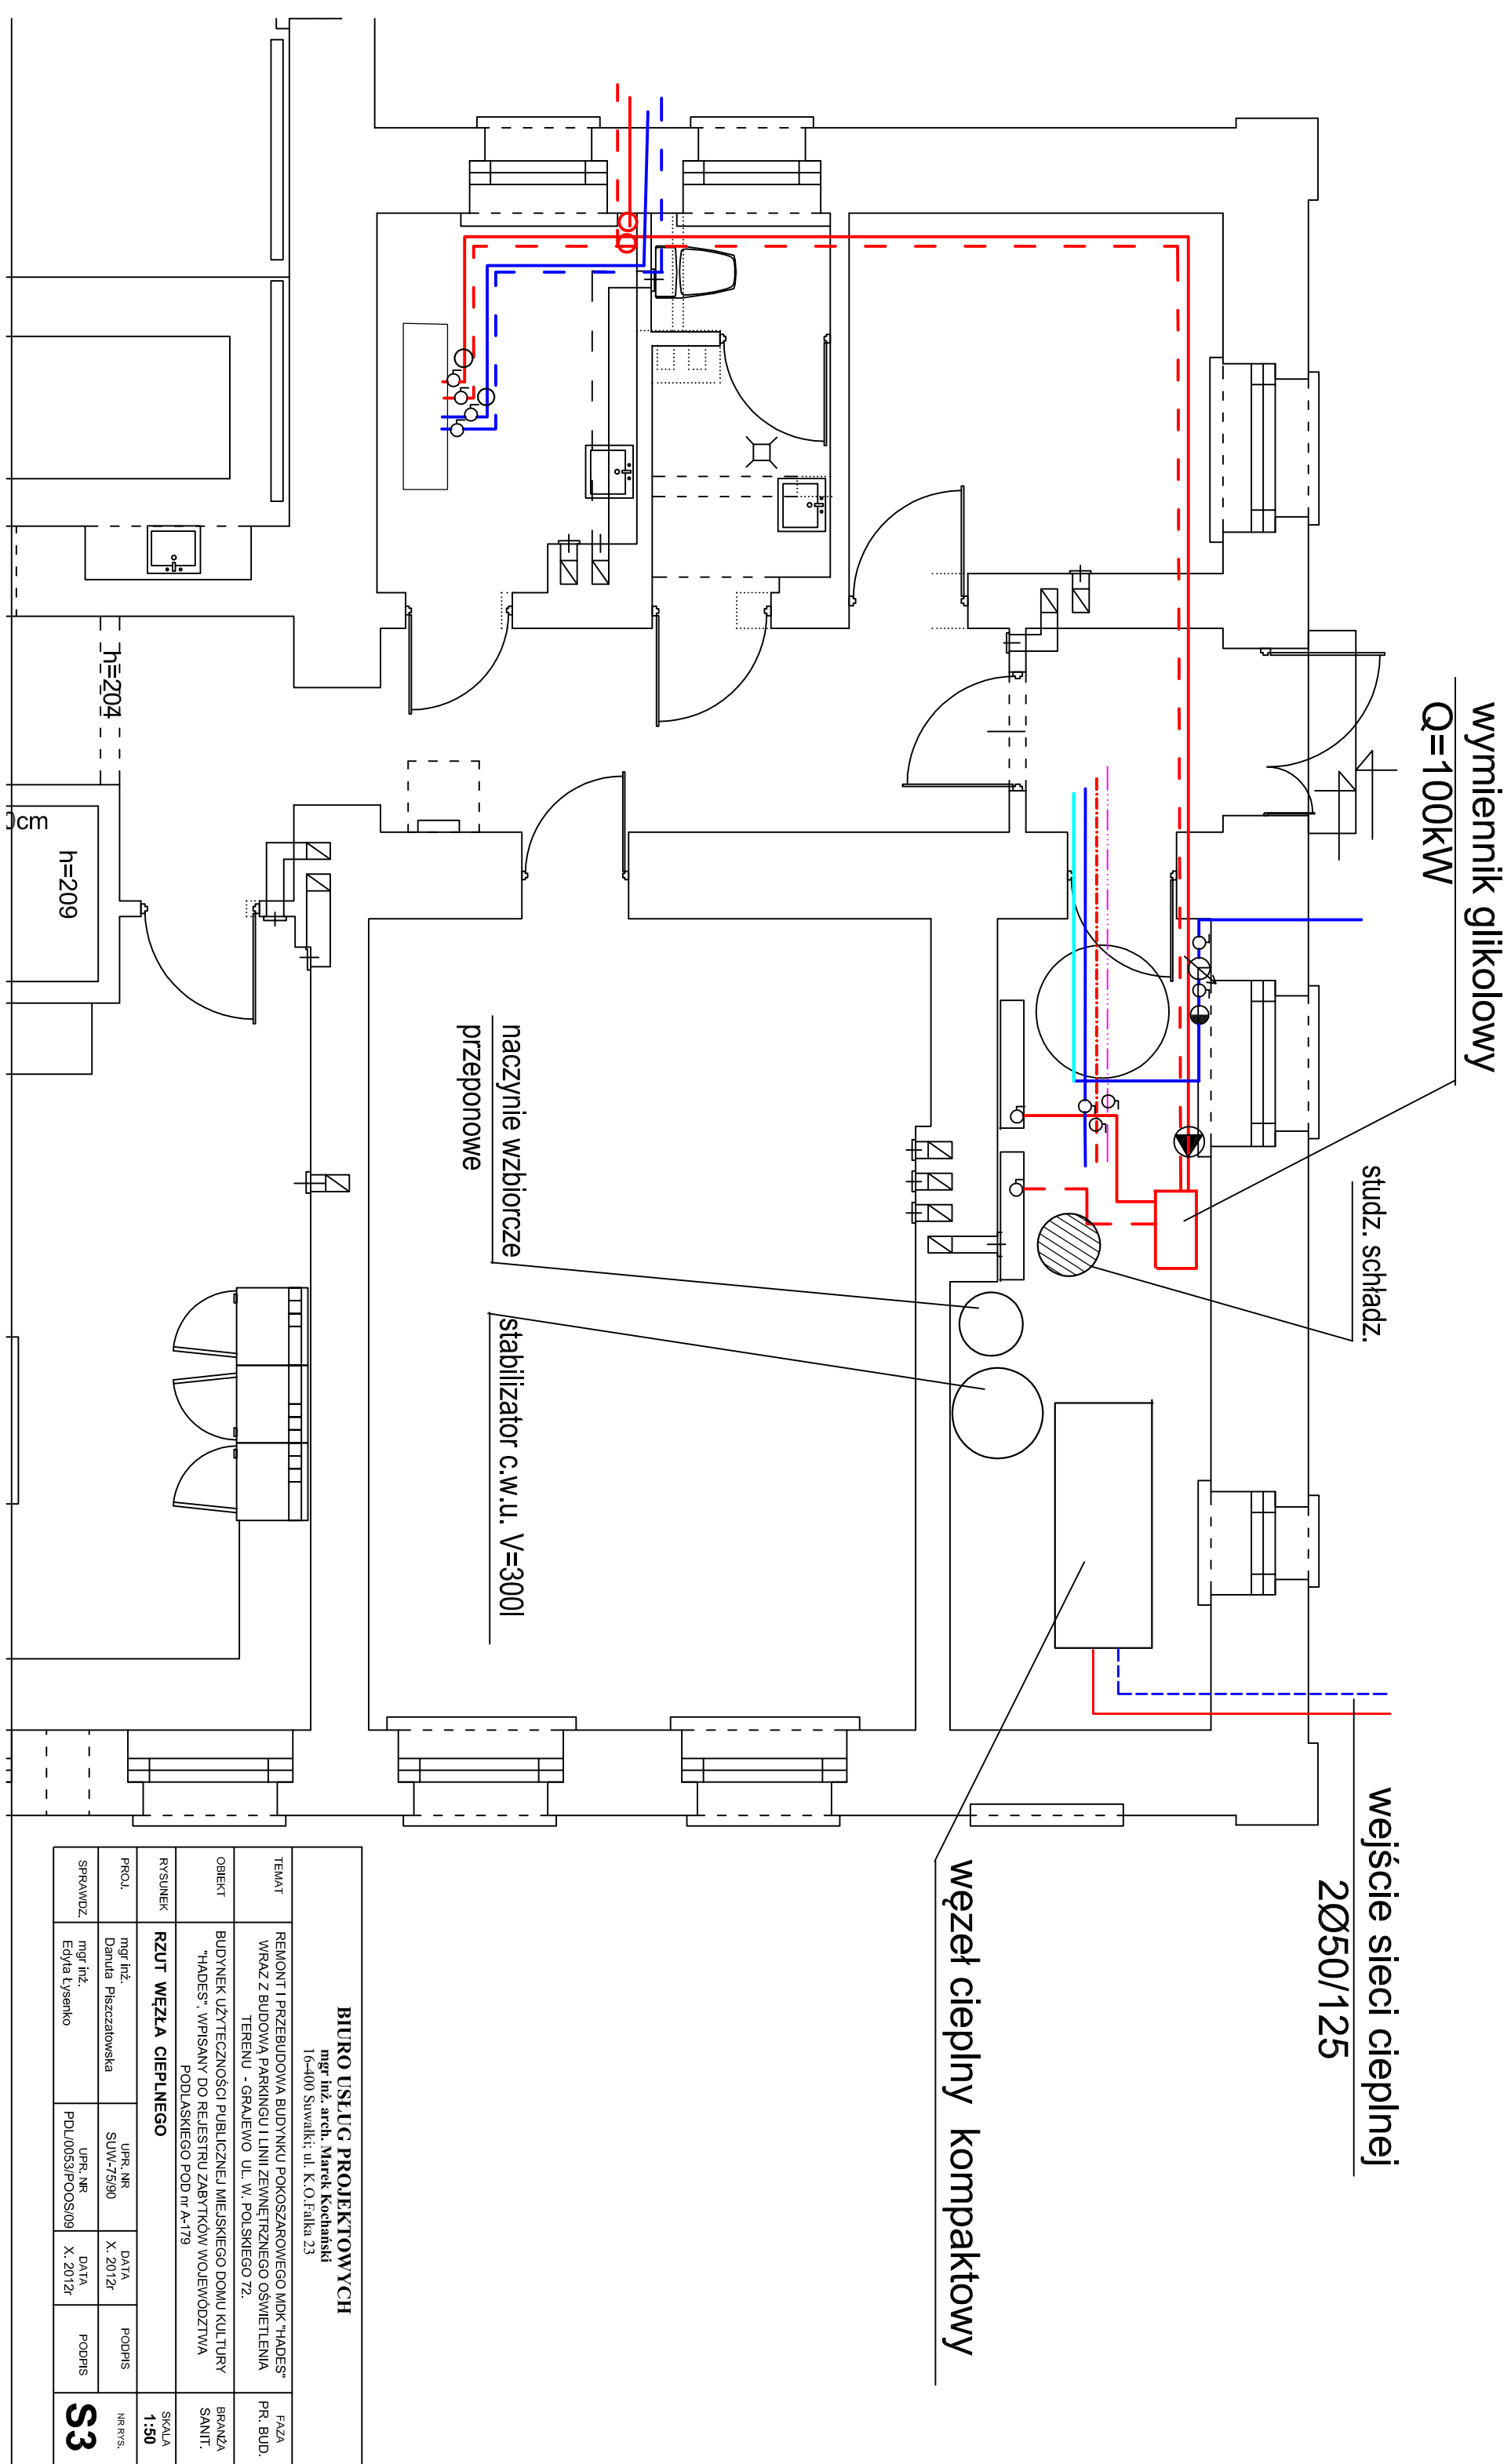 wymiennik glikolowy
Q=100kW
studz. schładz.
wejście sieci cieplnej
2Ø50/125
węzeł cieplny kompaktowy
naczynie wzbiorcze
przeponowe
stabilizator c.w.u. V=300l
h=204
h=209
0cm
BIURO USŁUG PROJEKTOWYCH
mgr inż. arch. Marek Kochański
16-400 Suwałki; ul. K.O.Falka 23
TEMAT
REMONT I PRZEBUDOWA BUDYNKU POKOSZAROWEGO MDK "HADES"
WRAZ Z BUDOWĄ PARKINGU I LINII ZEWNĘTRZNEGO OŚWIETLENIA
TERENU - GRAJEWO UL. W. POLSKIEGO 72.
FAZA
PR. BUD.
OBIEKT
BUDYNEK UŻYTECZNOŚCI PUBLICZNEJ MIEJSKIEGO DOMU KULTURY
"HADES", WPISANY DO REJESTRU ZABYTKÓW WOJEWÓDZTWA
PODLASKIEGO POD nr A-179
BRANŻA
SANIT.
RYSUNEK
RZUT WĘZŁA CIEPLNEGO
SKALA
1:50
PROJ.
mgr inż.
Danuta Piszczatowska
UPR. NR
SUW-75/90
DATA
X. 2012r
PODPIS
NR RYS.
S3
SPRAWDZ.
mgr inż.
Edyta Łysenko
UPR. NR
PDL/0053/POOS/09
DATA
X. 2012r
PODPIS